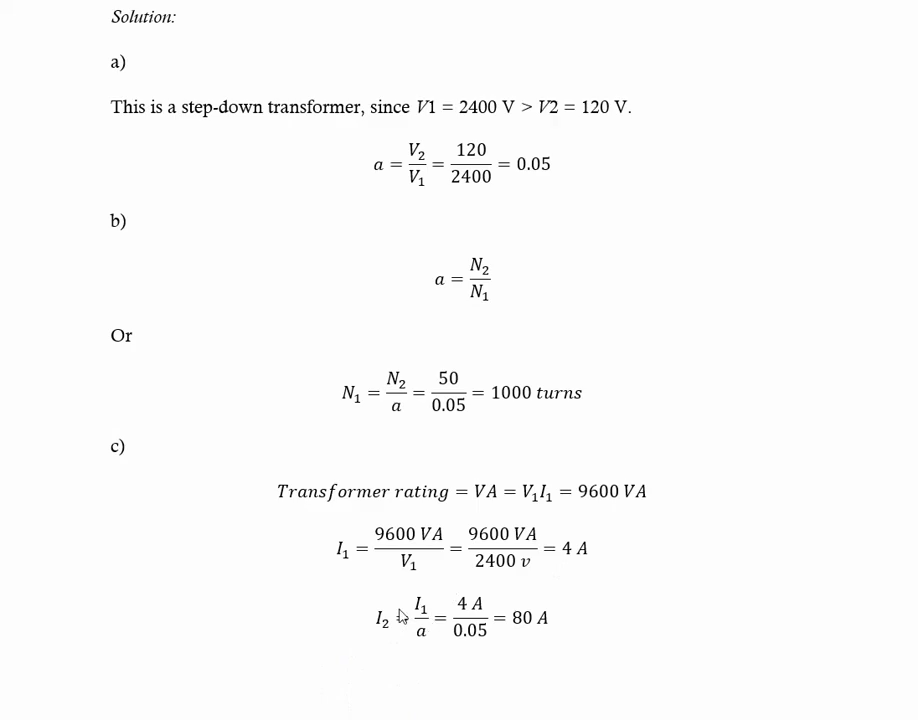 Solution:
a)
This is a step-down transformer, since V1 = 2400 V > V2 = 120 V.
a = V₂/V₁ = 120/2400 = 0.05
b)
a = N₂/N₁
Or
N₁ = N₂/a = 50/0.05 = 1000 turns
c)
Transformer rating = VA = V₁I₁ = 9600 VA
I₁ = 9600 VA/V₁ = 9600 VA/2400 v = 4 A
I₂ = I₁/a = 4 A/0.05 = 80 A